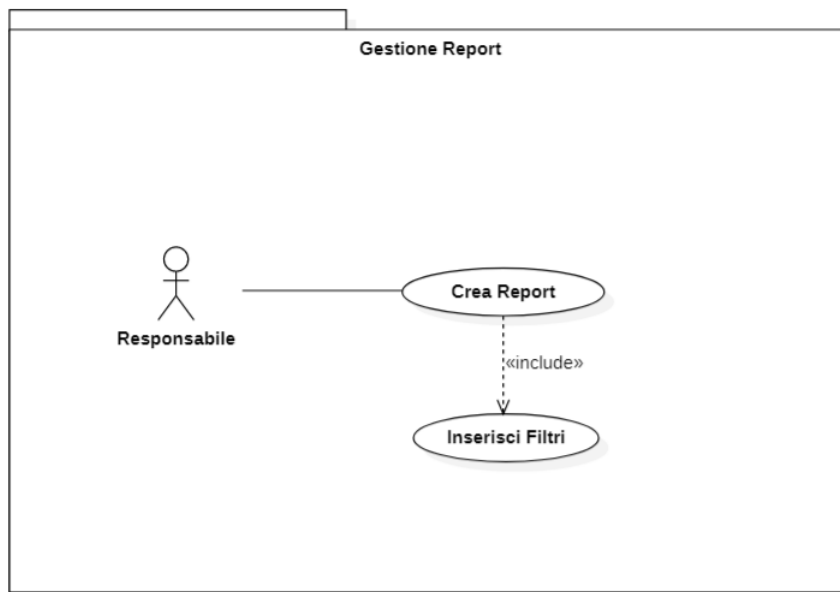 Gestione Report
Crea Report
Responsabile
«include»
Inserisci Filtri